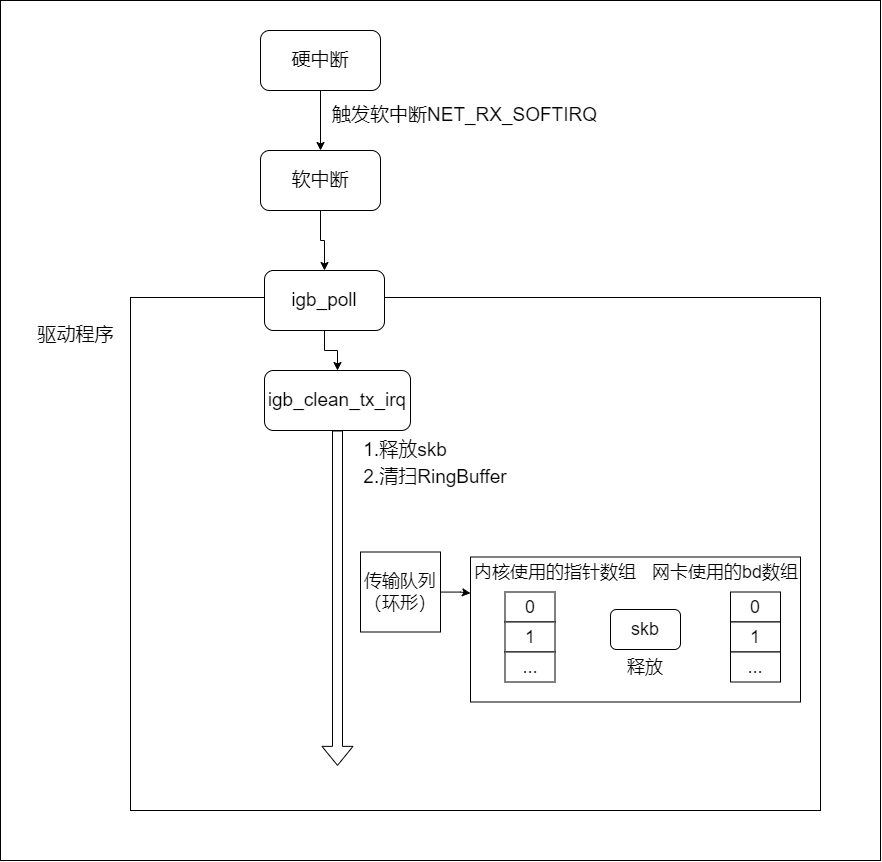 硬中断
触发软中断NET_RX_SOFTIRQ
软中断
igb_poll
驱动程序
igb_clean_tx_irq
1.释放skb
2.清扫RingBuffer
传输队列
（环形）
内核使用的指针数组 网卡使用的bd数组
0 0
skb
1 1
释放
... ...